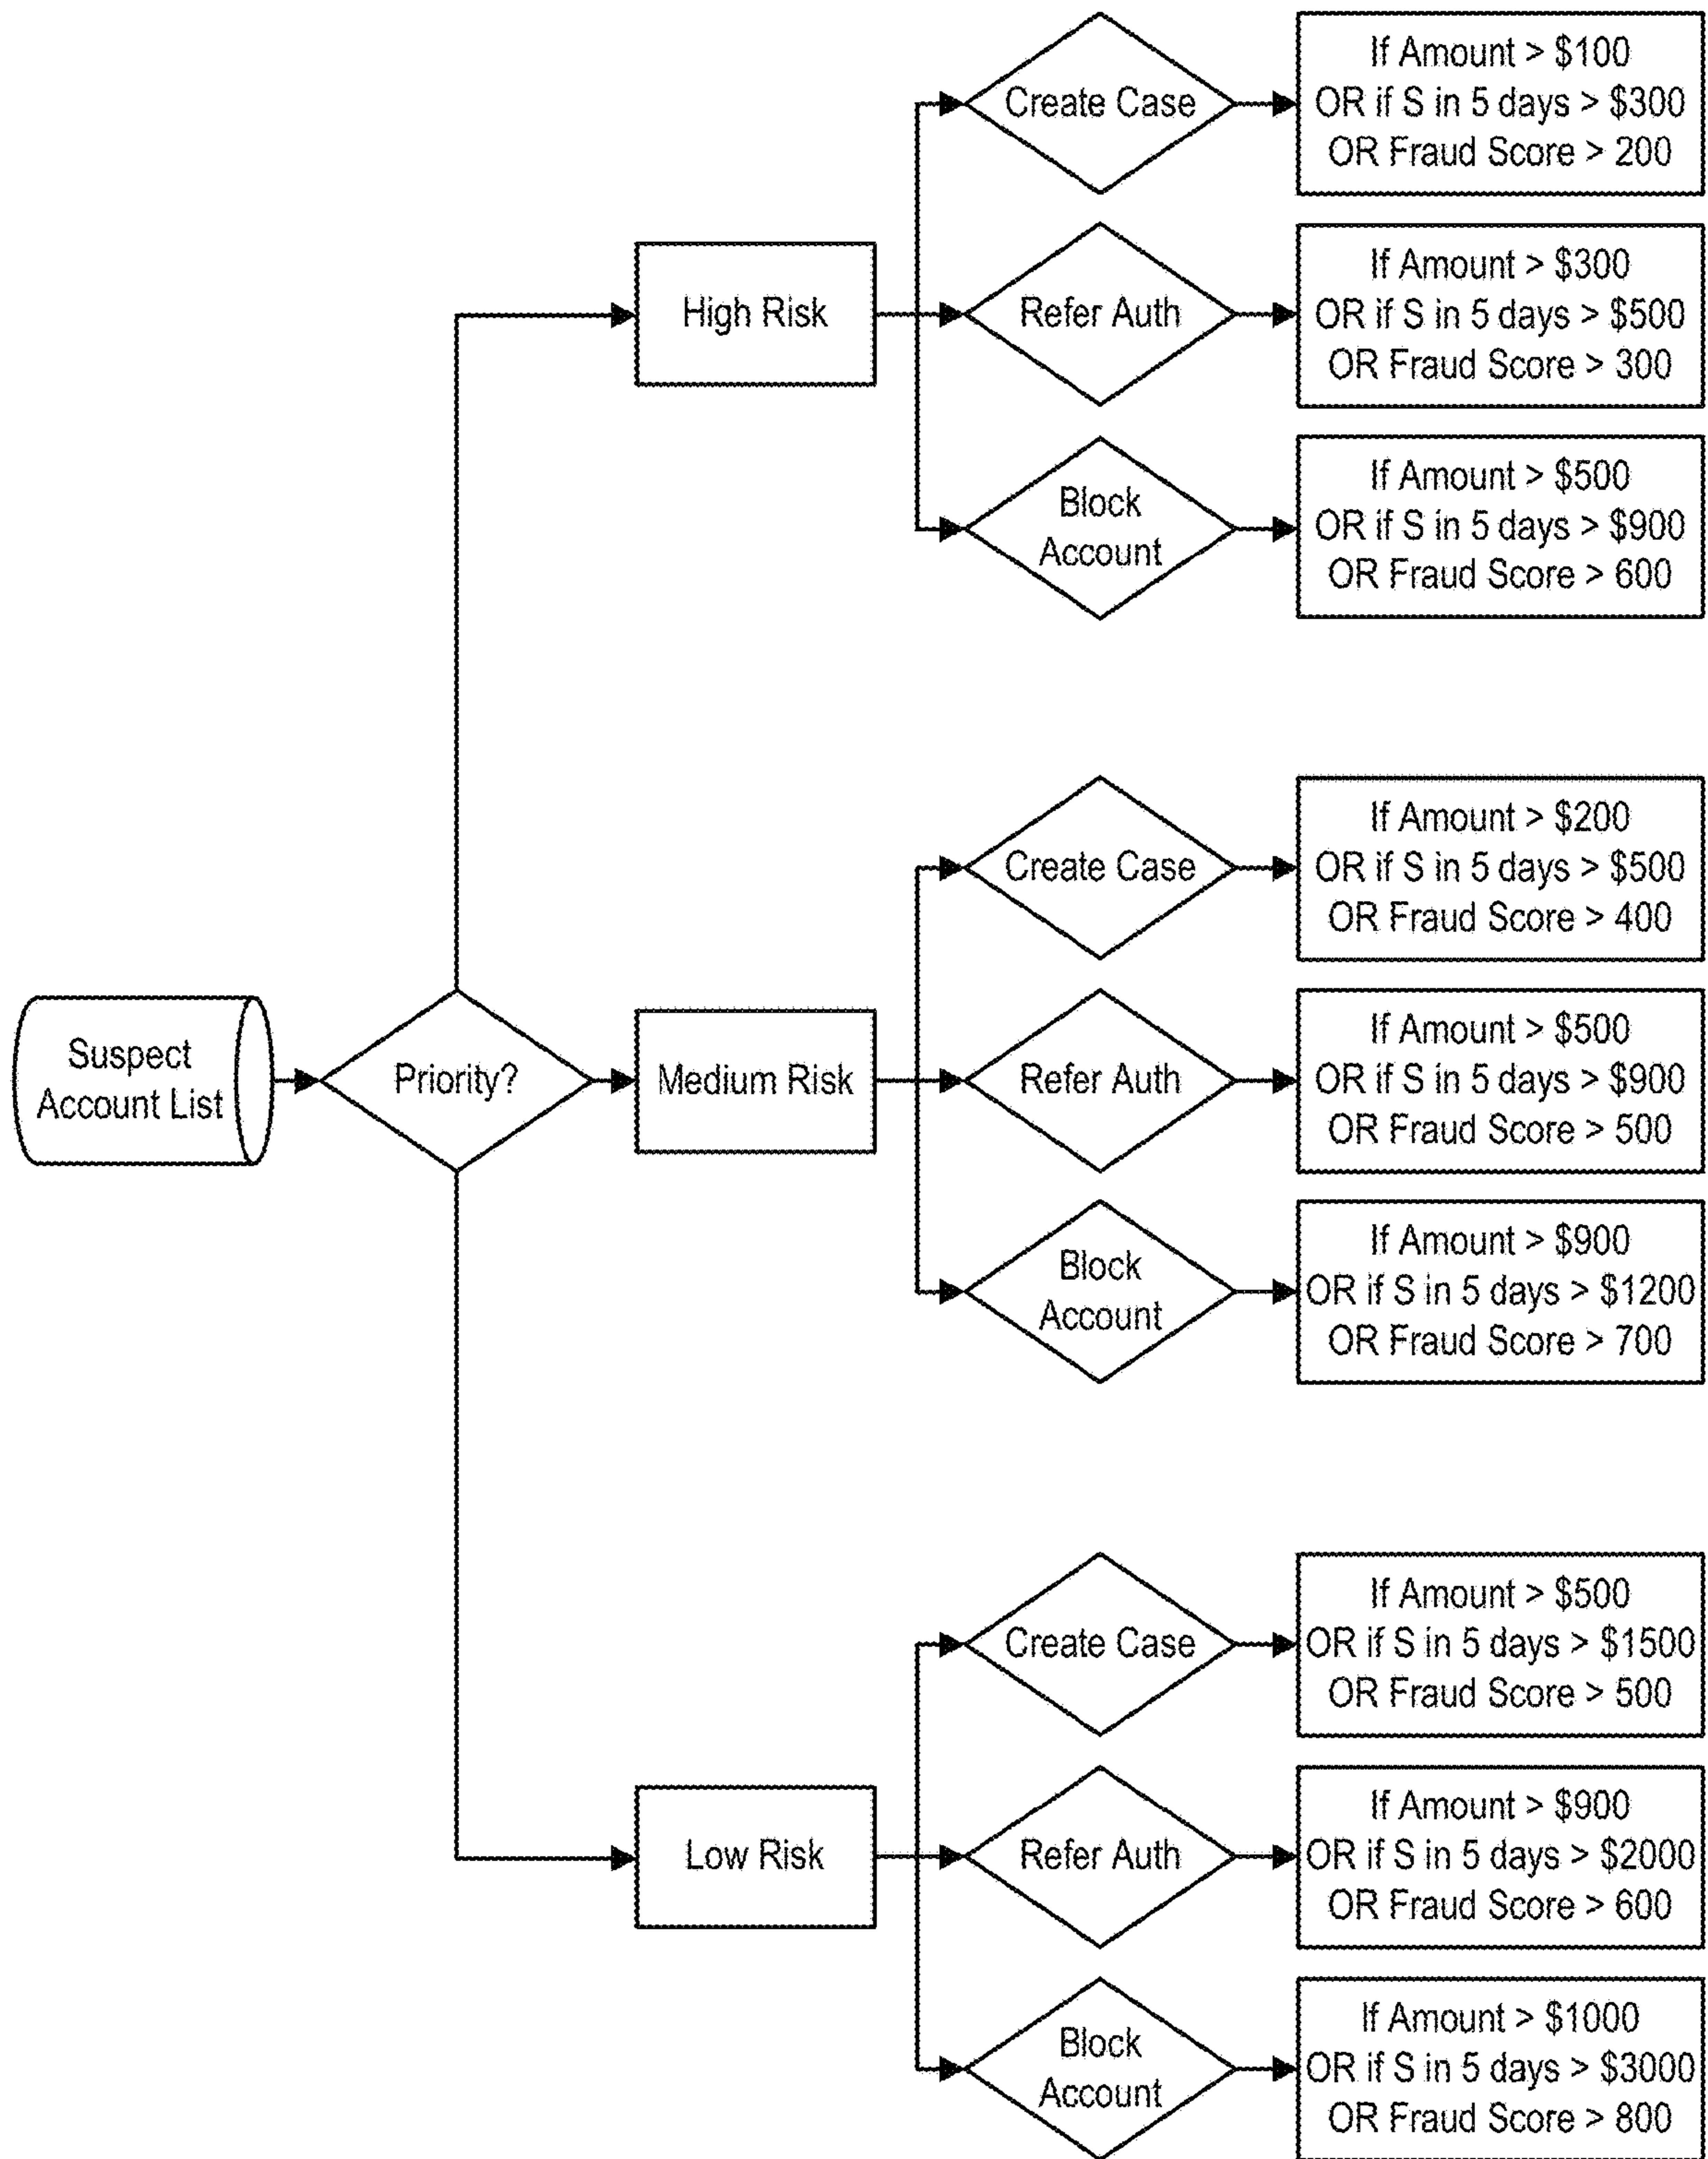 Suspect
Account List
Priority?
High Risk
Create Case
If Amount > $100
OR if S in 5 days > $300
OR Fraud Score > 200
Refer Auth
If Amount > $300
OR if S in 5 days > $500
OR Fraud Score > 300
Block
Account
If Amount > $500
OR if S in 5 days > $900
OR Fraud Score > 600
Medium Risk
Create Case
If Amount > $200
OR if S in 5 days > $500
OR Fraud Score > 400
Refer Auth
If Amount > $500
OR if S in 5 days > $900
OR Fraud Score > 500
Block
Account
If Amount > $900
OR if S in 5 days > $1200
OR Fraud Score > 700
Low Risk
Create Case
If Amount > $500
OR if S in 5 days > $1500
OR Fraud Score > 500
Refer Auth
If Amount > $900
OR if S in 5 days > $2000
OR Fraud Score > 600
Block
Account
If Amount > $1000
OR if S in 5 days > $3000
OR Fraud Score > 800